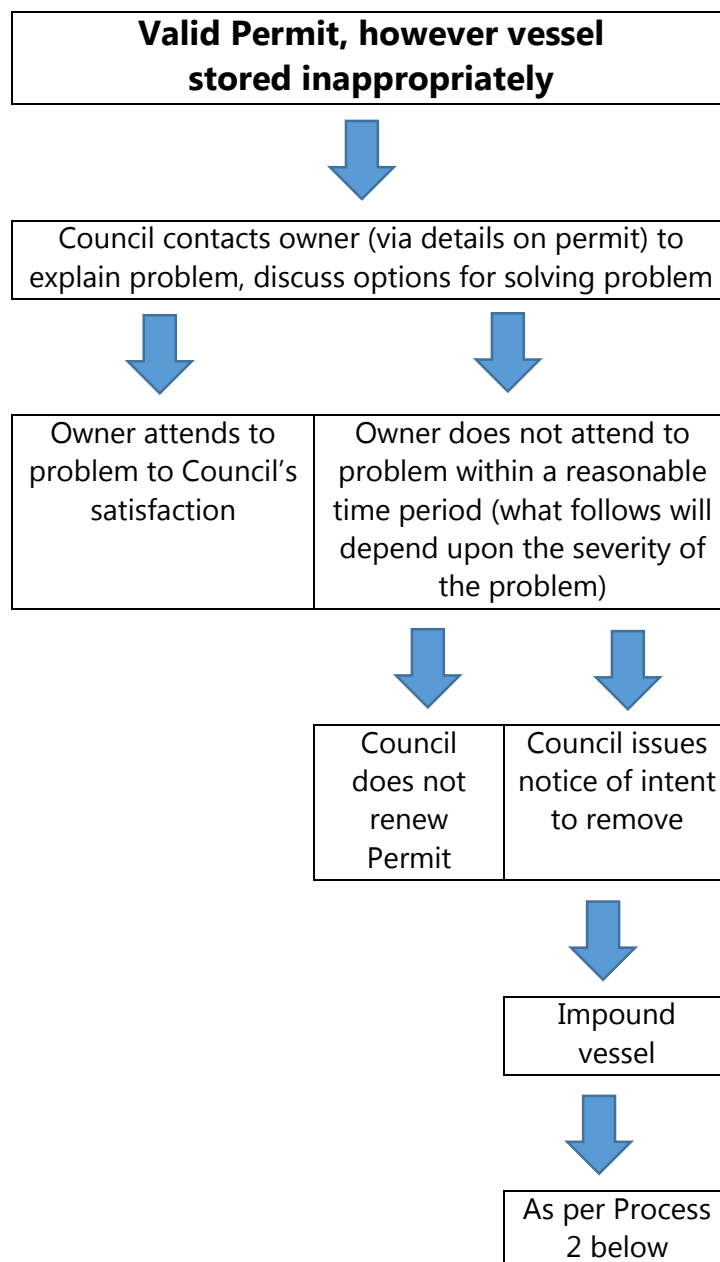 Valid Permit, however vessel
stored inappropriately
Council contacts owner (via details on permit) to
explain problem, discuss options for solving problem
Owner attends to
problem to Council’s
satisfaction
Owner does not attend to
problem within a reasonable
time period (what follows will
depend upon the severity of
the problem)
Council
does not
renew
Permit
Council issues
notice of intent
to remove
Impound
vessel
As per Process
2 below